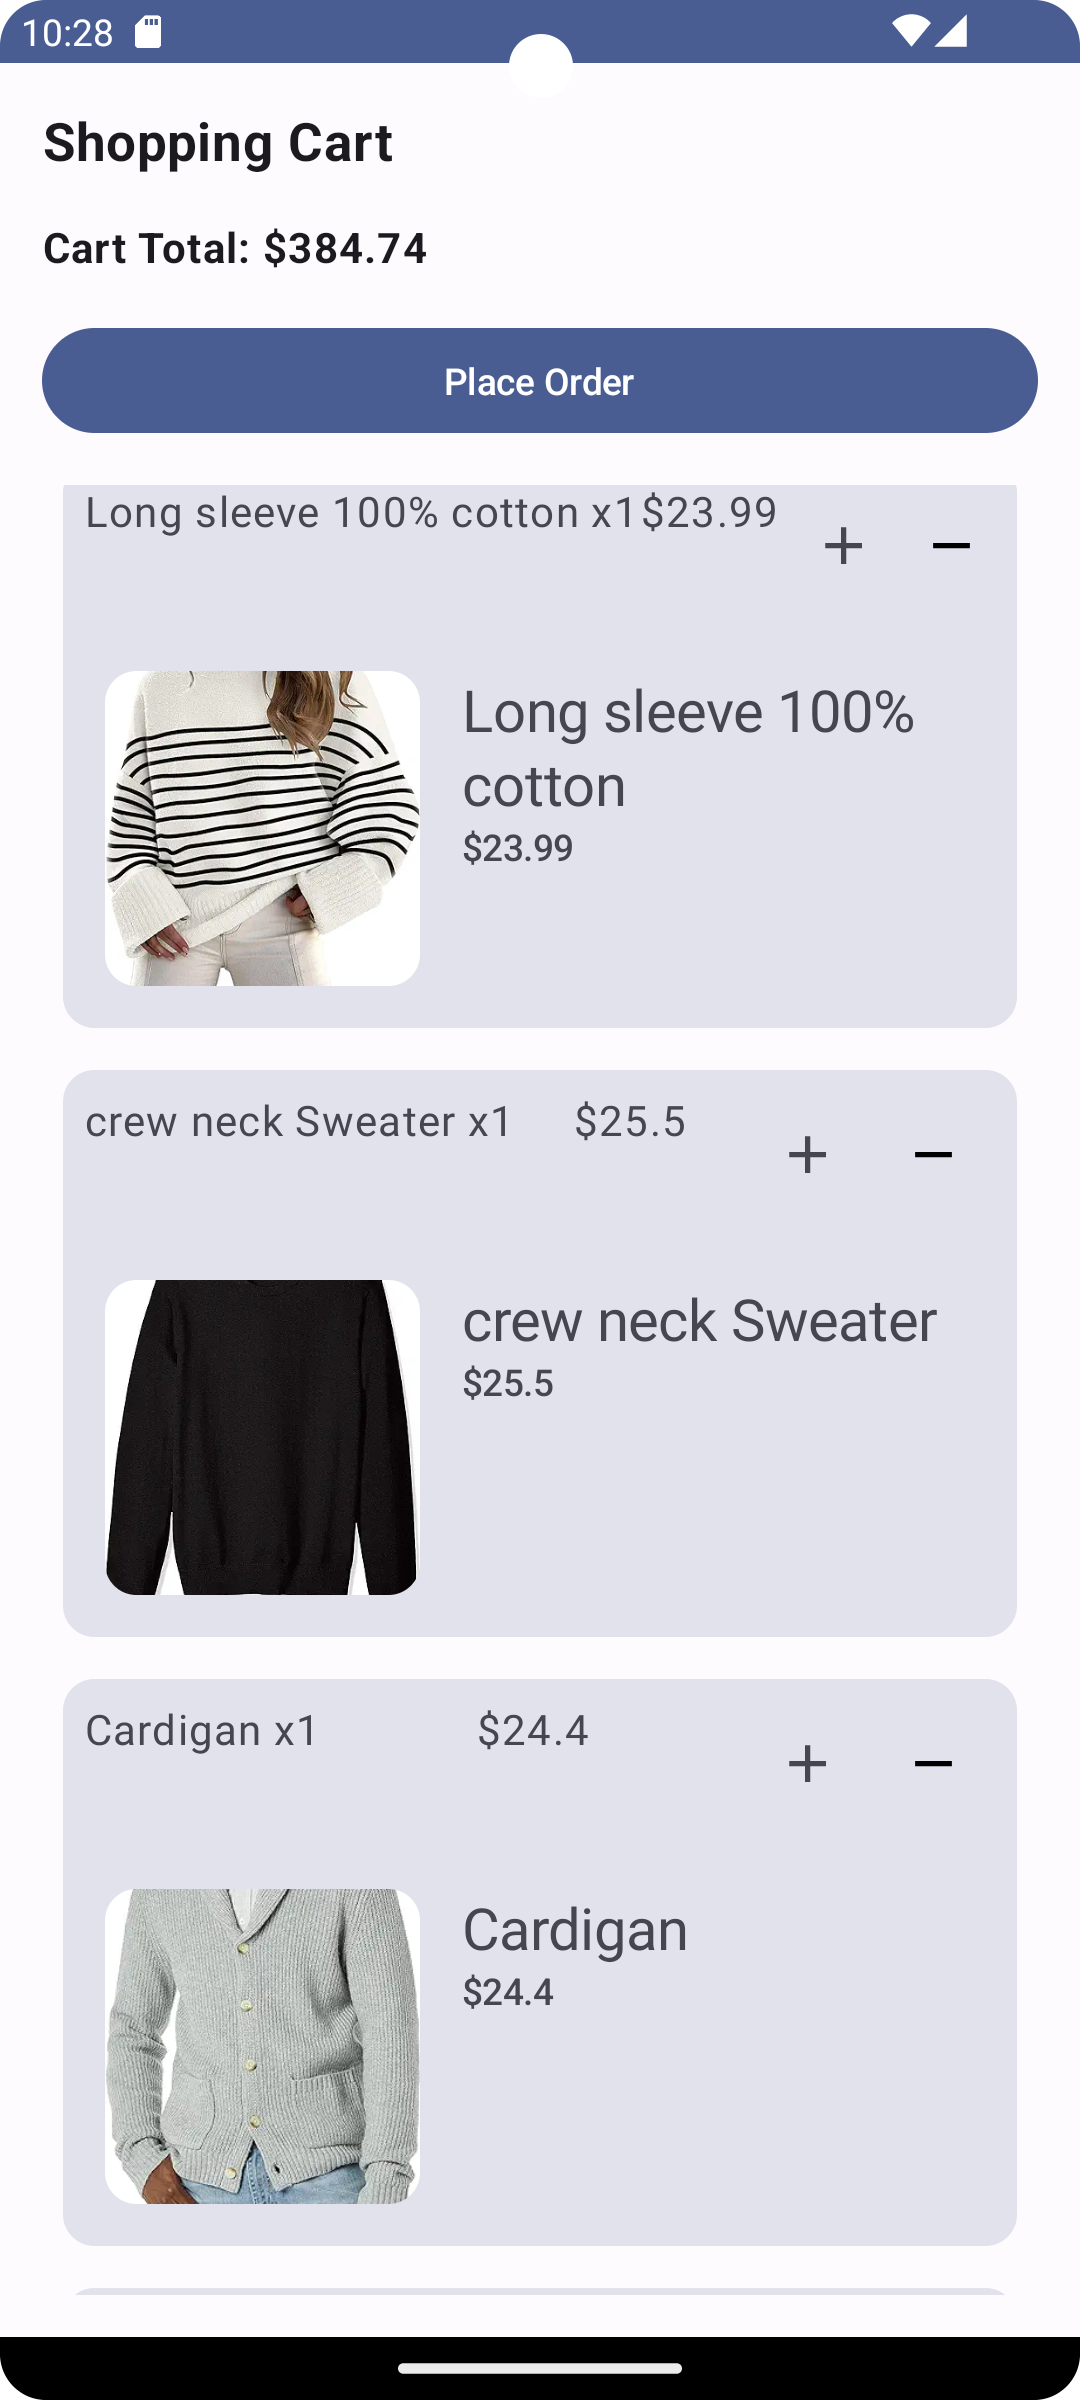 10:28
Shopping Cart
Cart Total: $384.74
Place Order
Long sleeve 100% cotton x1$23.99
Long sleeve 100%
cotton
$23.99
crew neck Sweater x1 $25.5
crew neck Sweater
$25.5
Cardigan x1 $24.4
Cardigan
$24.4